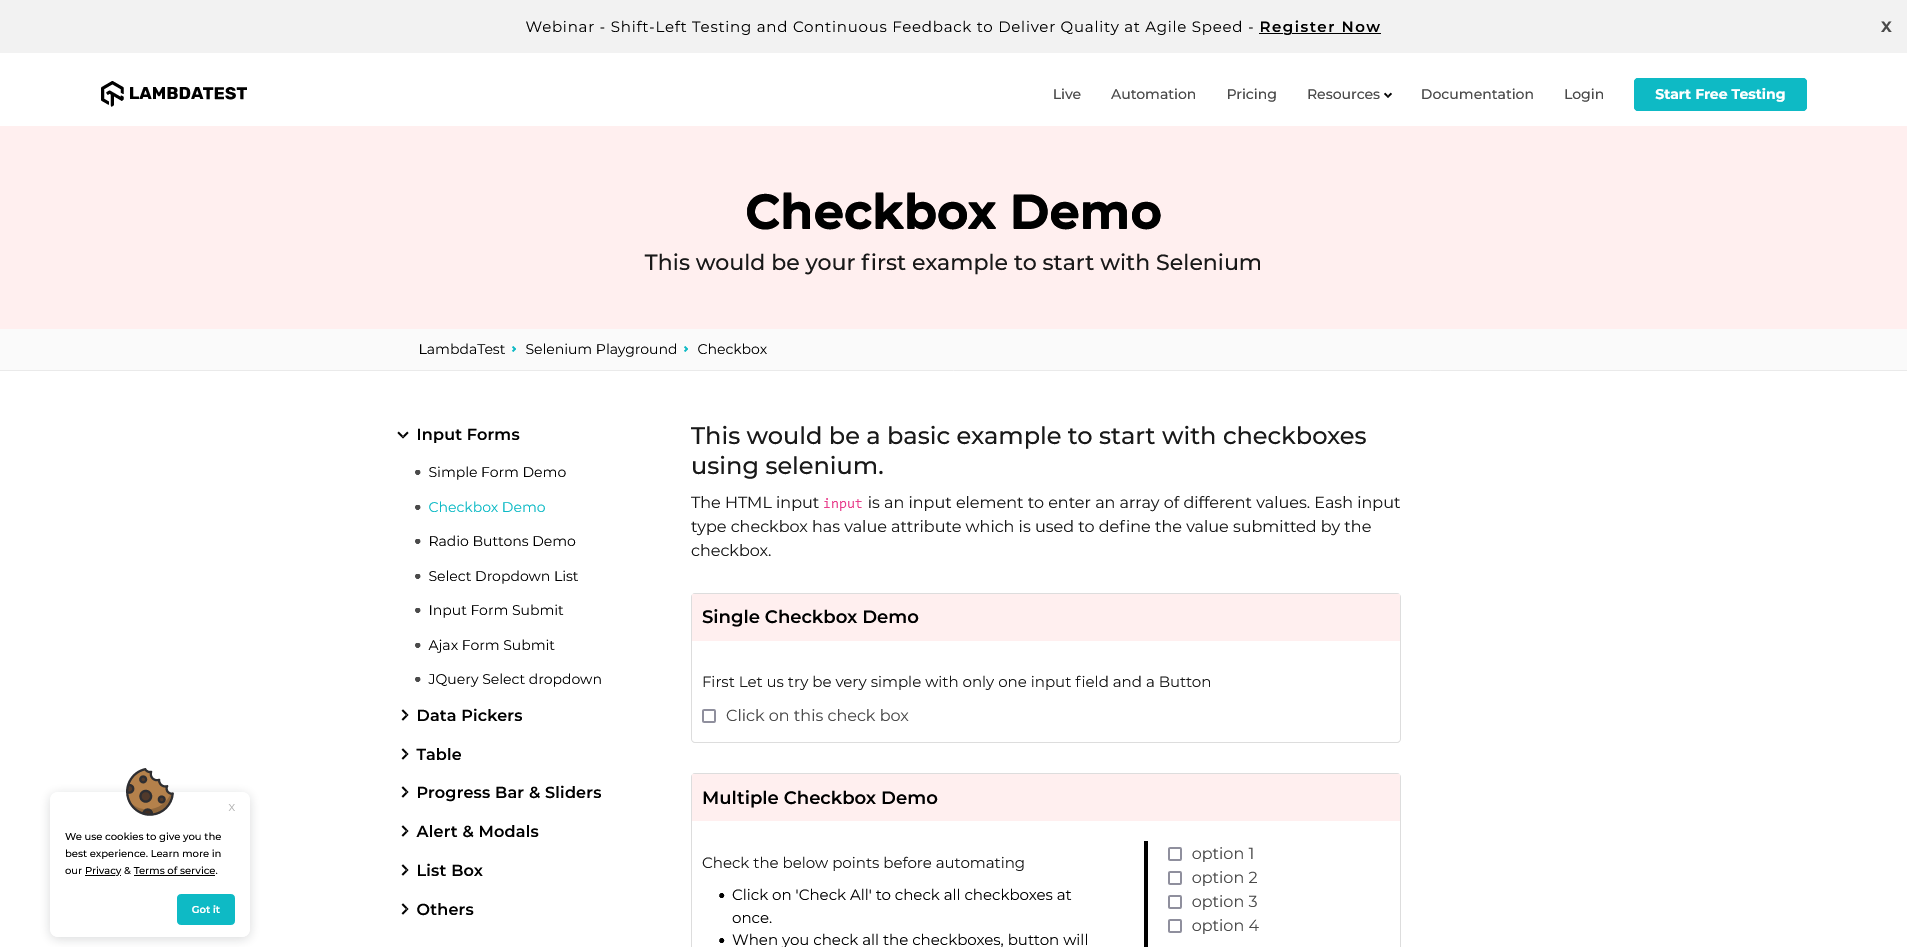 Webinar - Shift-Left Testing and Continuous Feedback to Deliver Quality at Agile Speed - Register Now
X
LAMBDATEST
Live
Automation
Pricing
Resources
Documentation
Login
Start Free Testing
Checkbox Demo
This would be your first example to start with Selenium
LambdaTest
Selenium Playground
Checkbox
Input Forms
Simple Form Demo
Checkbox Demo
Radio Buttons Demo
Select Dropdown List
Input Form Submit
Ajax Form Submit
JQuery Select dropdown
Data Pickers
Table
Progress Bar & Sliders
Alert & Modals
List Box
Others
This would be a basic example to start with checkboxes
using selenium.
The HTML input input is an input element to enter an array of different values. Eash input
type checkbox has value attribute which is used to define the value submitted by the
checkbox.
Single Checkbox Demo
First Let us try be very simple with only one input field and a Button
Click on this check box
Multiple Checkbox Demo
Check the below points before automating
Click on 'Check All' to check all checkboxes at
once.
When you check all the checkboxes, button will
option 1
option 2
option 3
option 4
X
We use cookies to give you the
best experience. Learn more in
our Privacy & Terms of service.
Got it